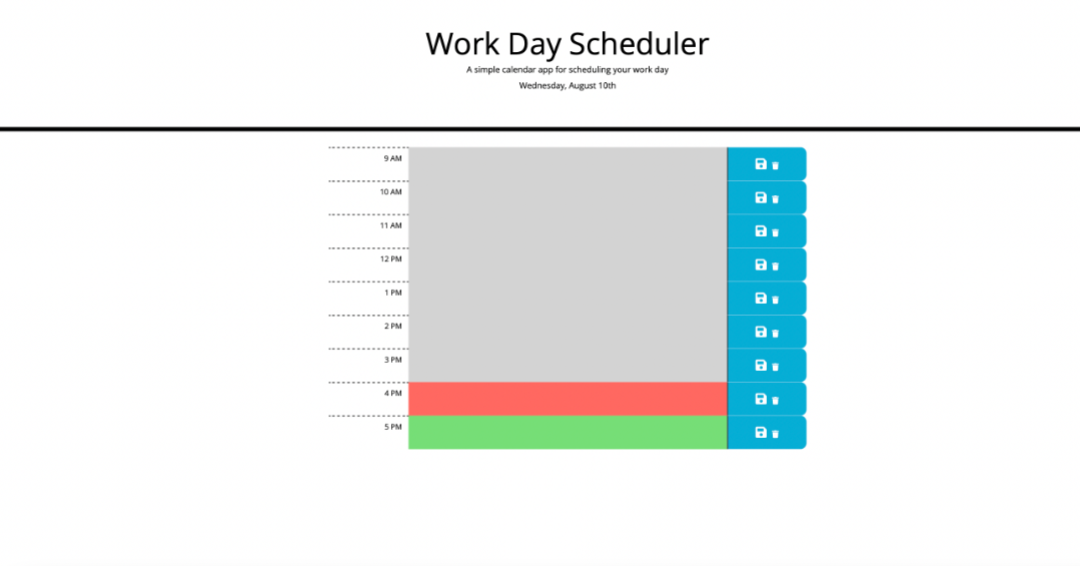 Work Day Scheduler
A simple calendar app for scheduling your work day
Wednesday, August 10th
9 AM
10 AM
11 AM
12 PM
1 PM
2 PM
3 PM
4 PM
5 PM